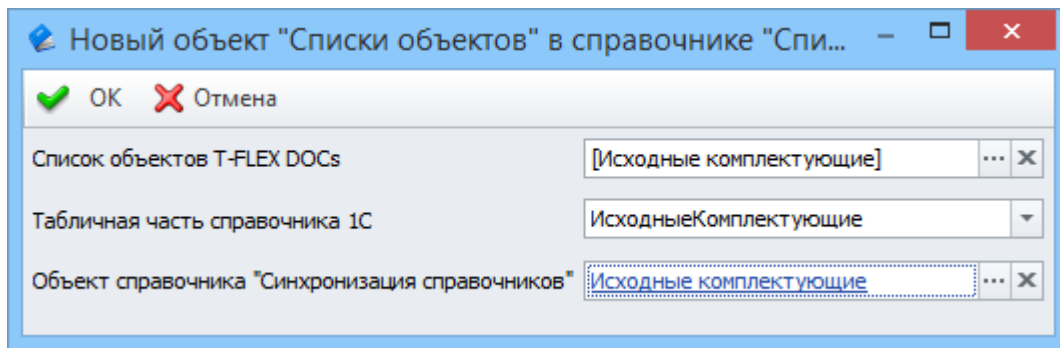 Новый объект "Списки объектов" в справочнике "Спи...
ОК Отмена
Список объектов T-FLEX DOCs [Исходные комплектующие]
Табличная часть справочника 1С ИсходныеКомплектующие
Объект справочника "Синхронизация справочников" Исходные комплектующие